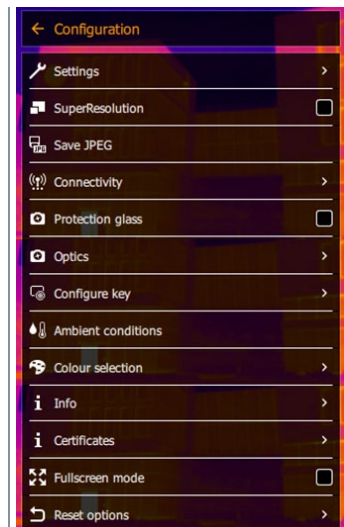 Configuration
Settings
SuperResolution
Save JPEG
Connectivity
Protection glass
Optics
Configure key
Ambient conditions
Colour selection
Info
Certificates
Fullscreen mode
Reset options